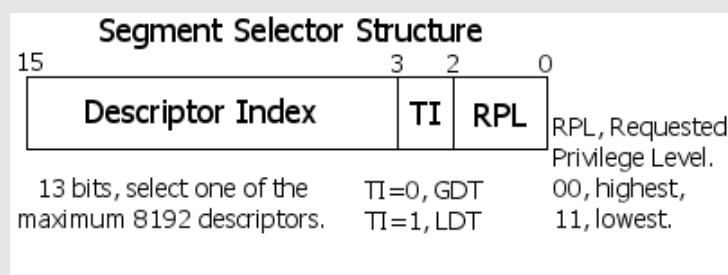 Segment Selector Structure
15 3 2 0
Descriptor Index TI RPL
RPL, Requested
Privilege Level.
00, highest,
11, lowest.
13 bits, select one of the
maximum 8192 descriptors.
TI=0, GDT
TI=1, LDT